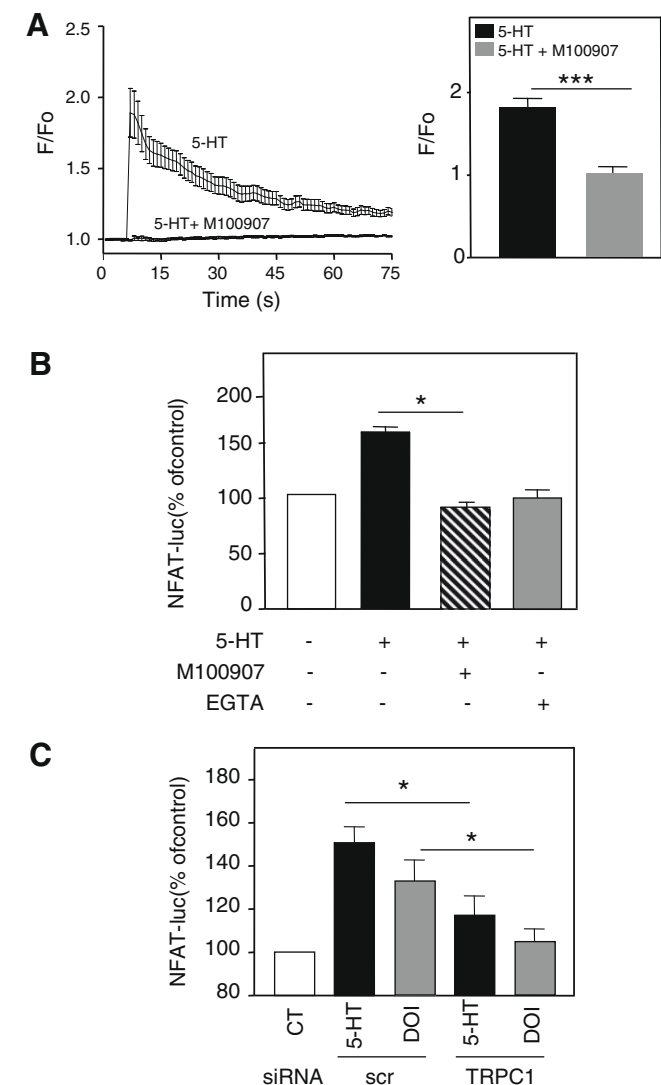 A
2.5
2.0
1.5
1.0
F/Fo
5-HT
5-HT+ M100907
0 15 30 45 60 75
Time (s)
5-HT
5-HT + M100907
***
2
1
0
F/Fo
B
200
150
100
50
0
NFAT-luc(% ofcontrol)
*
5-HT - + + +
M100907 - - + -
EGTA - - - +
C
180
160
140
120
100
80
NFAT-luc(% ofcontrol)
*
*
CT 5-HT DOI 5-HT DOI
siRNA scr TRPC1